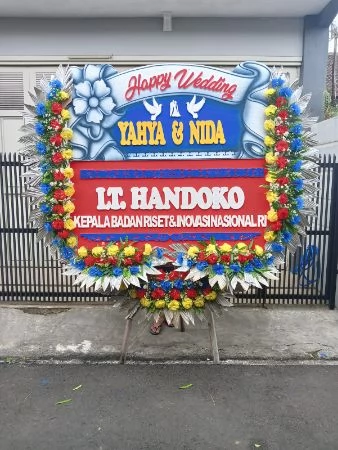 Happy Wedding
YAHYA & NIDA
I.T. HANDOKO
KEPALA BADAN RISET&INOVASI NASIONAL RI